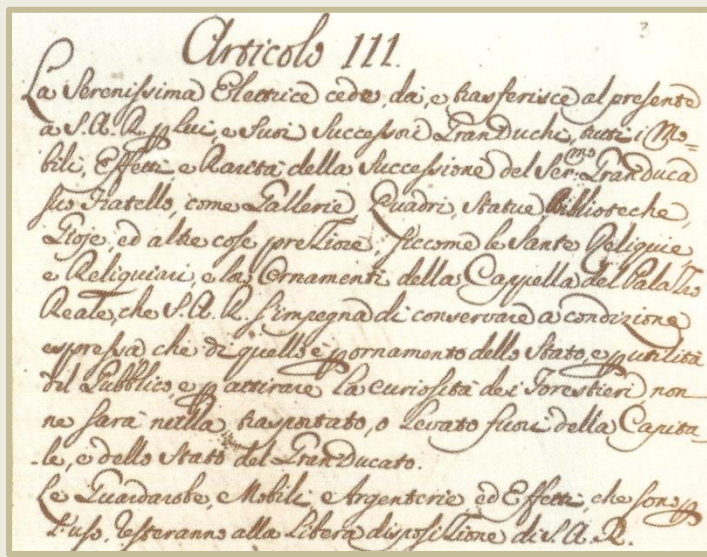 3
Articolo III.
La Serenissima Elettrice cede, dà, e trasferisce al presente
a S. A. R. p lui, e Suoi Successori GranDuchi, tutti i Mo=
bili, Effetti e Rarità della Successione del Ser.mo GranDuca
suo Fratello, come Gallerie Quadri, Statue Biblioteche,
Gioje, ed altre cose preziose, siccome le Sante Reliquie,
e Reliquiari, e loro Ornamenti della Cappella del Palazzo
Reale, che S. A. R. s'impegna di conservare a condizione
espressa che di quello è p ornamento dello Stato, e p utilità
del Pubblico, e p attirare la curiosità dei Forestieri non
ne sarà nulla trasportato, o levato fuori della Capita-
-le, e dello Stato del GranDucato.
Le Guardarobe, e Mobili, e Argenterie ed Effetti, che sono p
l'uso, resteranno alla libera disposizione di S. A. R.